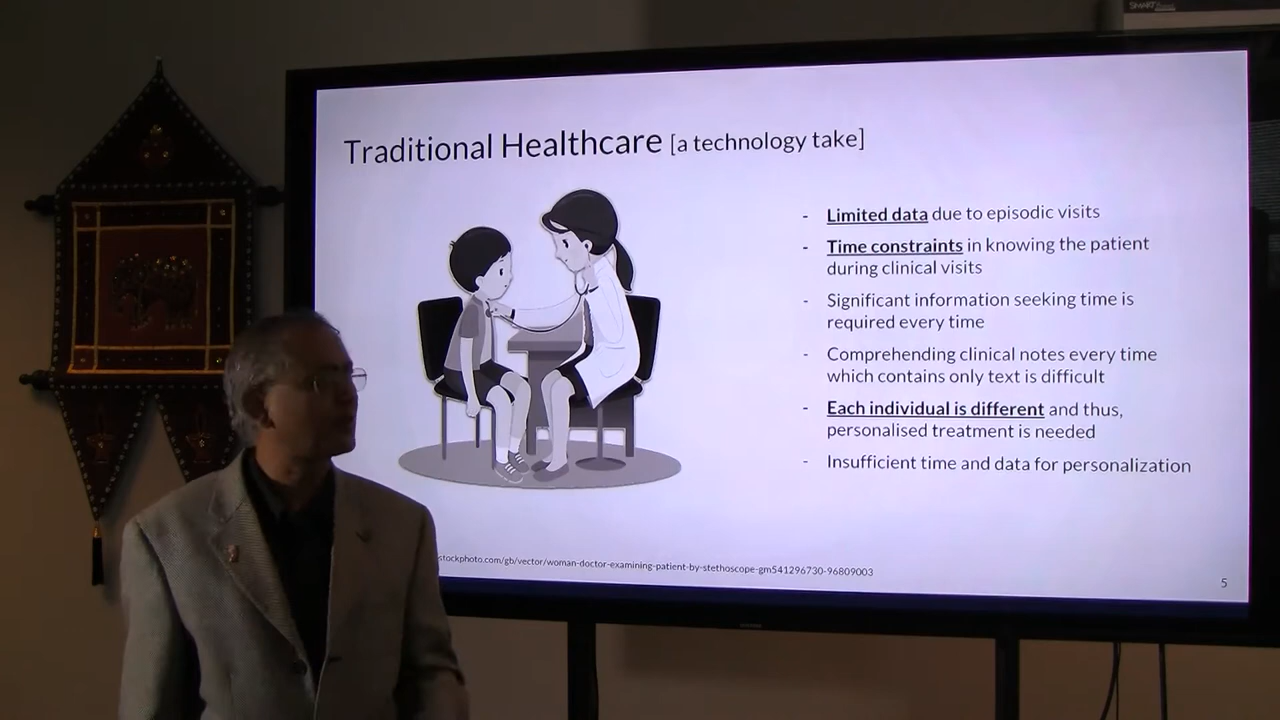 SMART
Traditional Healthcare [a technology take]
- Limited data due to episodic visits
- Time constraints in knowing the patient
during clinical visits
- Significant information seeking time is
required every time
- Comprehending clinical notes every time
which contains only text is difficult
- Each individual is different and thus,
personalised treatment is needed
- Insufficient time and data for personalization
stockphoto.com/gb/vector/woman-doctor-examining-patient-by-stethoscope-gm541296730-96809003
5